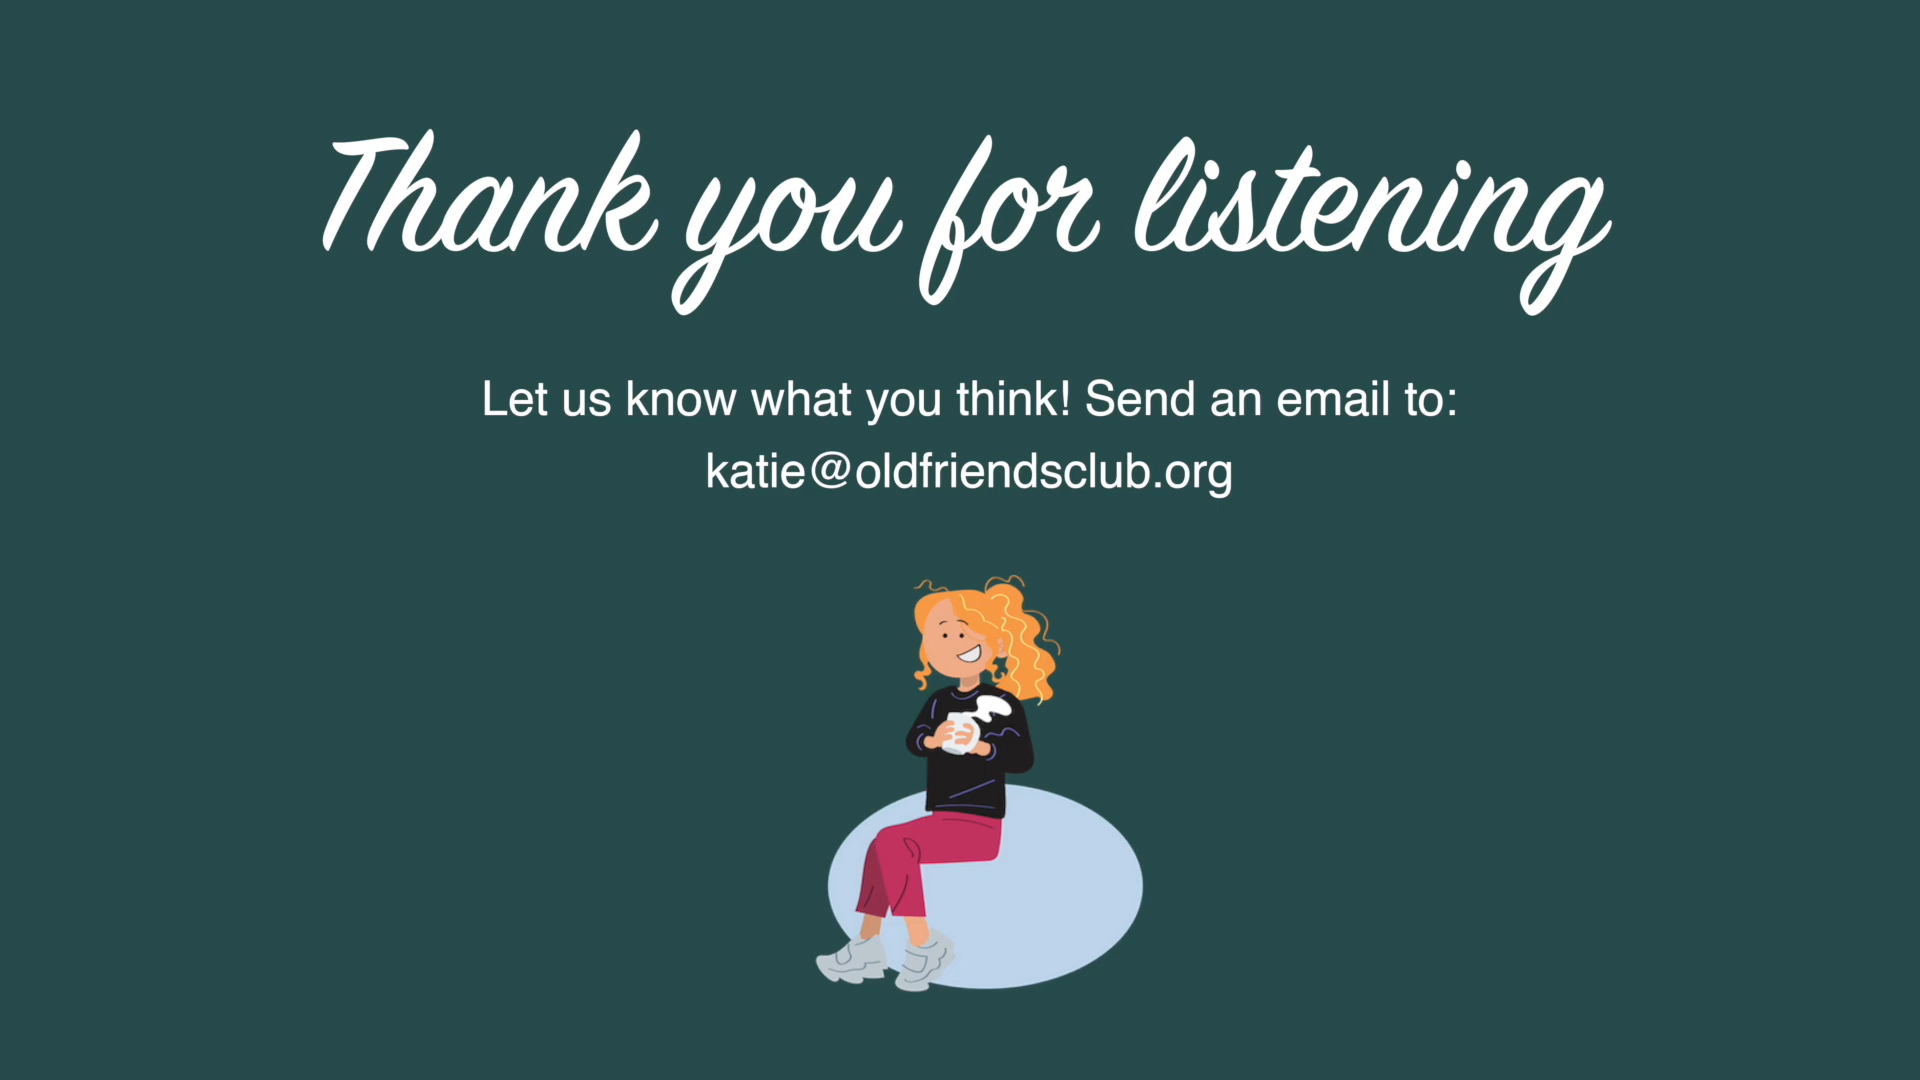 Thank you for listening
Let us know what you think! Send an email to:
katie@oldfriendsclub.org